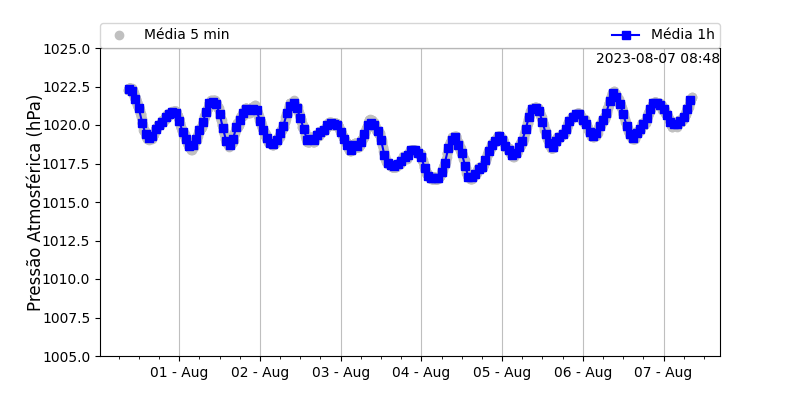 Média 5 min
Média 1h
2023-08-07 08:48
Pressão Atmosférica (hPa)
1025.0
1022.5
1020.0
1017.5
1015.0
1012.5
1010.0
1007.5
1005.0
01 - Aug
02 - Aug
03 - Aug
04 - Aug
05 - Aug
06 - Aug
07 - Aug